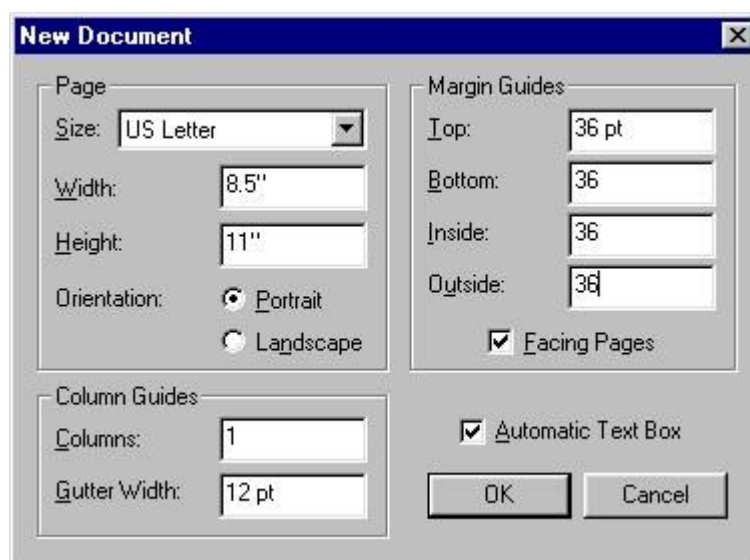 New Document
Page
Size: US Letter
Width: 8.5"
Height: 11"
Orientation: Portrait
Landscape
Margin Guides
Top: 36 pt
Bottom: 36
Inside: 36
Outside: 36
Facing Pages
Column Guides
Columns: 1
Gutter Width: 12 pt
Automatic Text Box
OK Cancel